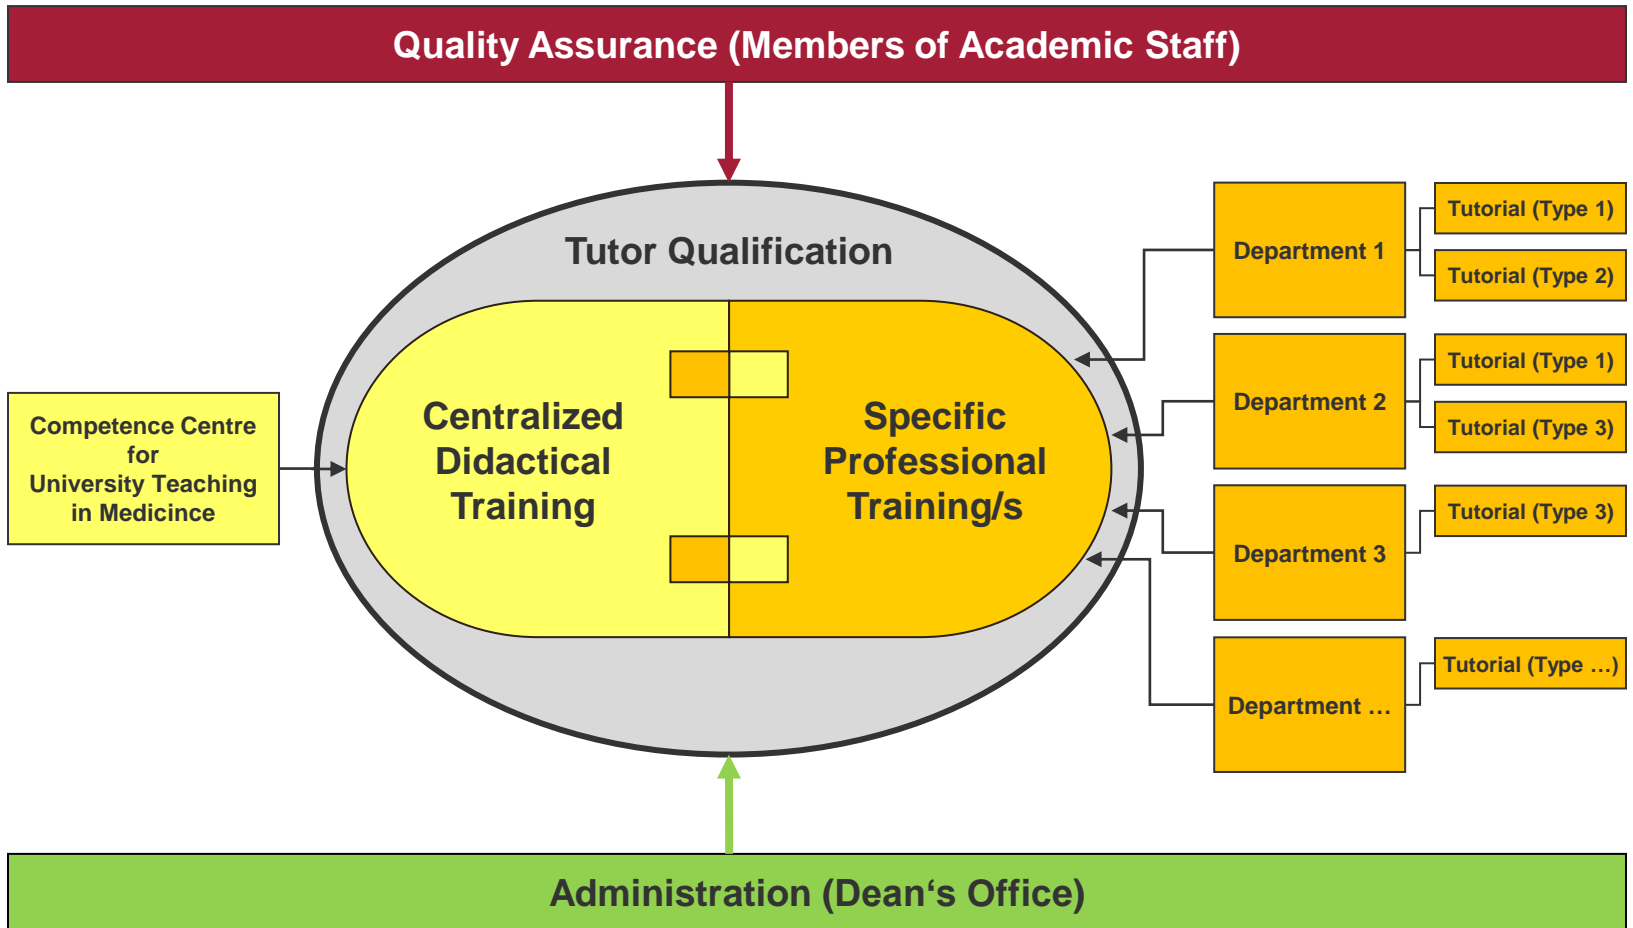 Quality Assurance (Members of Academic Staff)
Tutor Qualification
Centralized
Didactical
Training
Specific
Professional
Training/s
Competence Centre
for
University Teaching
in Medicince
Department 1
Tutorial (Type 1)
Tutorial (Type 2)
Department 2
Tutorial (Type 1)
Tutorial (Type 3)
Department 3
Tutorial (Type 3)
Department …
Tutorial (Type …)
Administration (Dean‘s Office)